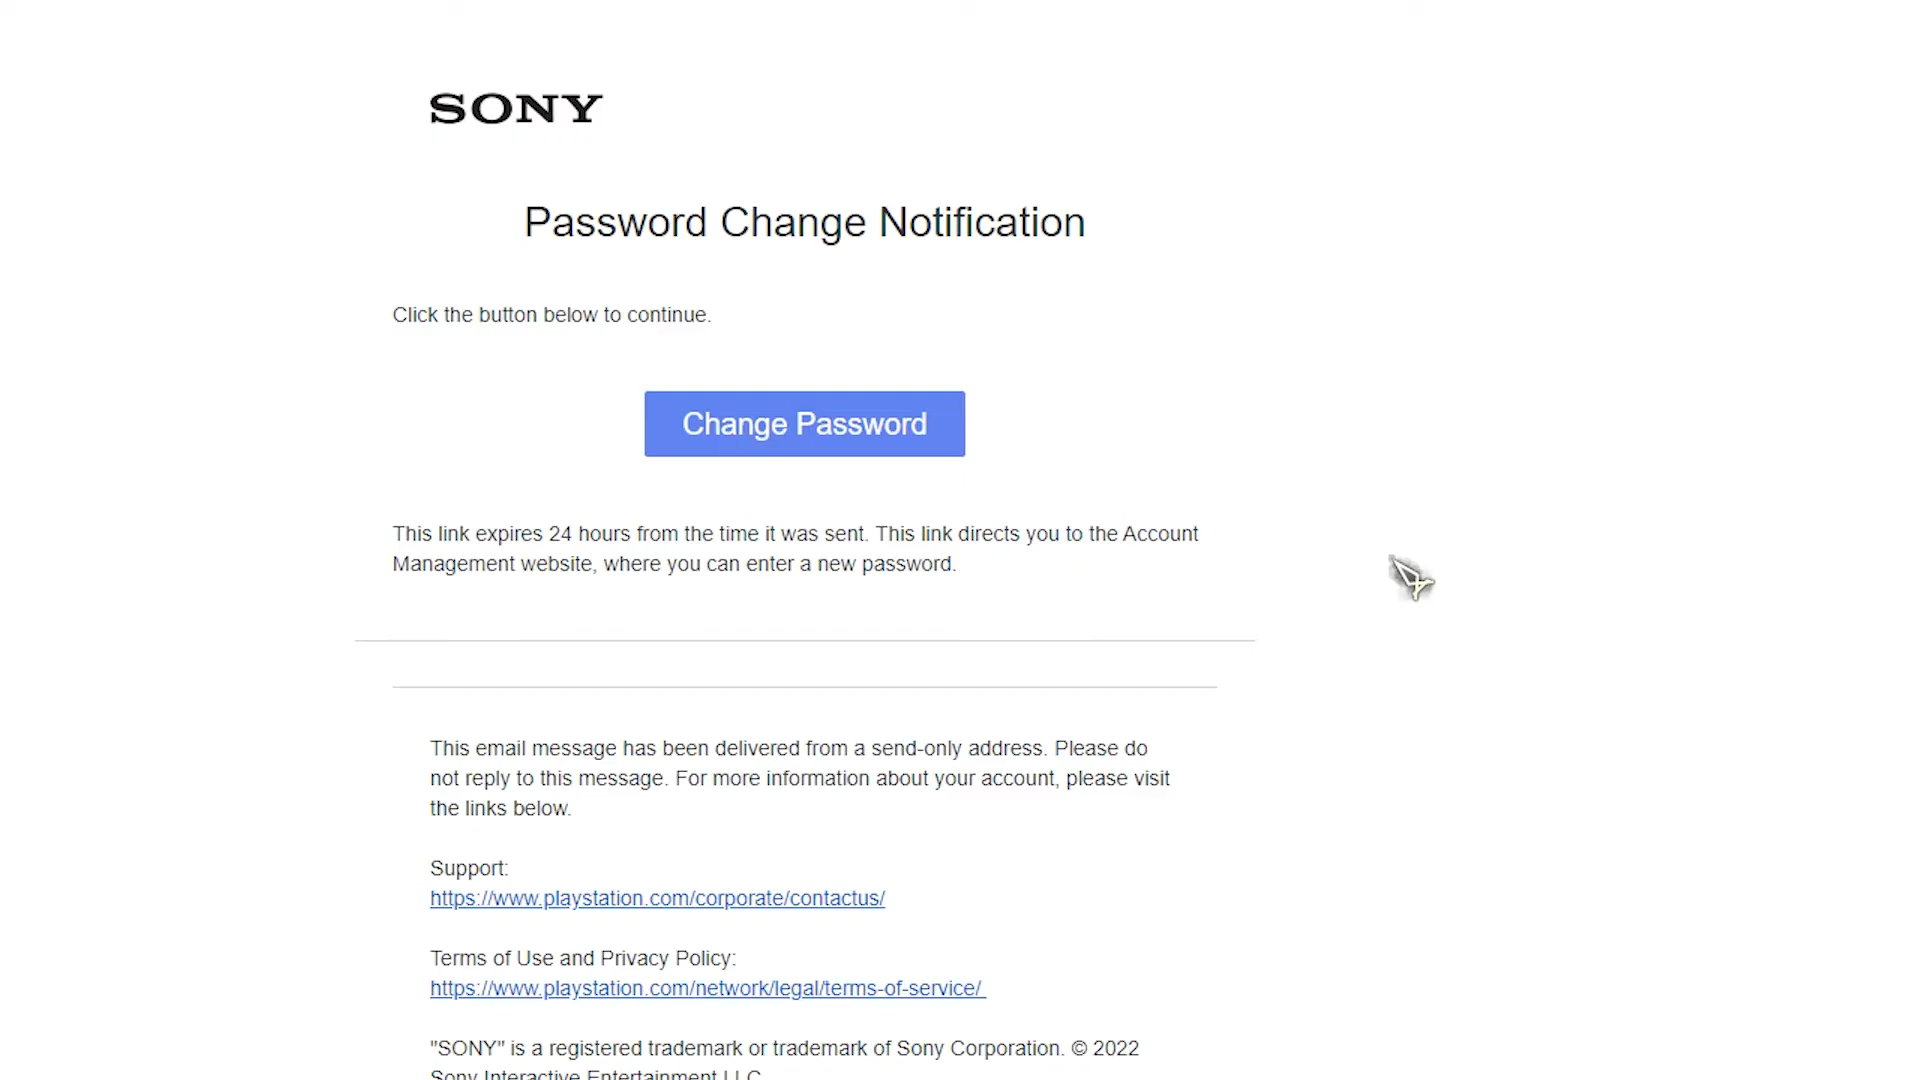 SONY
Password Change Notification
Click the button below to continue.
Change Password
This link expires 24 hours from the time it was sent. This link directs you to the Account
Management website, where you can enter a new password.
This email message has been delivered from a send-only address. Please do
not reply to this message. For more information about your account, please visit
the links below.
Support:
https://www.playstation.com/corporate/contactus/
Terms of Use and Privacy Policy:
https://www.playstation.com/network/legal/terms-of-service/
"SONY" is a registered trademark or trademark of Sony Corporation. © 2022
Sony Interactive Entertainment LLC